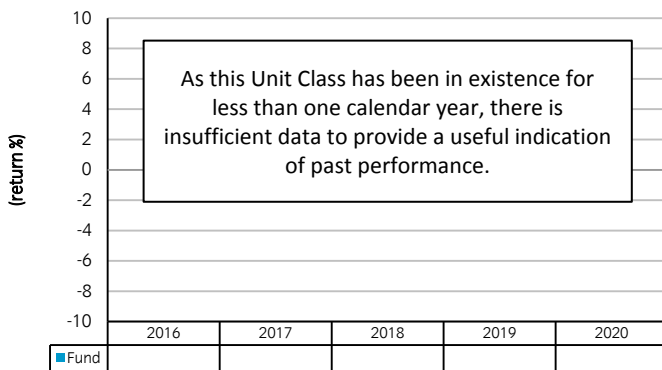 10
8
6
4
2
0
-2
-4
-6
-8
-10
(return %)
As this Unit Class has been in existence for
less than one calendar year, there is
insufficient data to provide a useful indication
of past performance.
2016 2017 2018 2019 2020
Fund